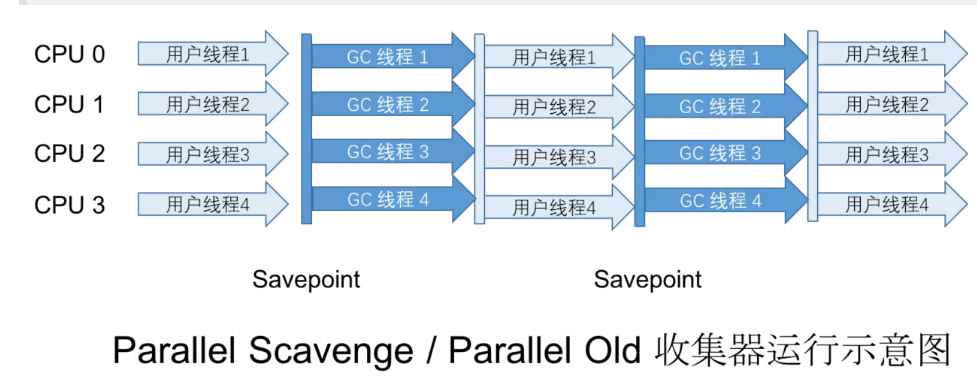 CPU 0 用户线程1 GC 线程 1 用户线程1 GC 线程 1 用户线程1
CPU 1 用户线程2 GC 线程 2 用户线程2 GC 线程 2 用户线程2
CPU 2 用户线程3 GC 线程 3 用户线程3 GC 线程 3 用户线程3
CPU 3 用户线程4 GC 线程 4 用户线程4 GC 线程 4 用户线程4
Savepoint Savepoint
Parallel Scavenge / Parallel Old 收集器运行示意图